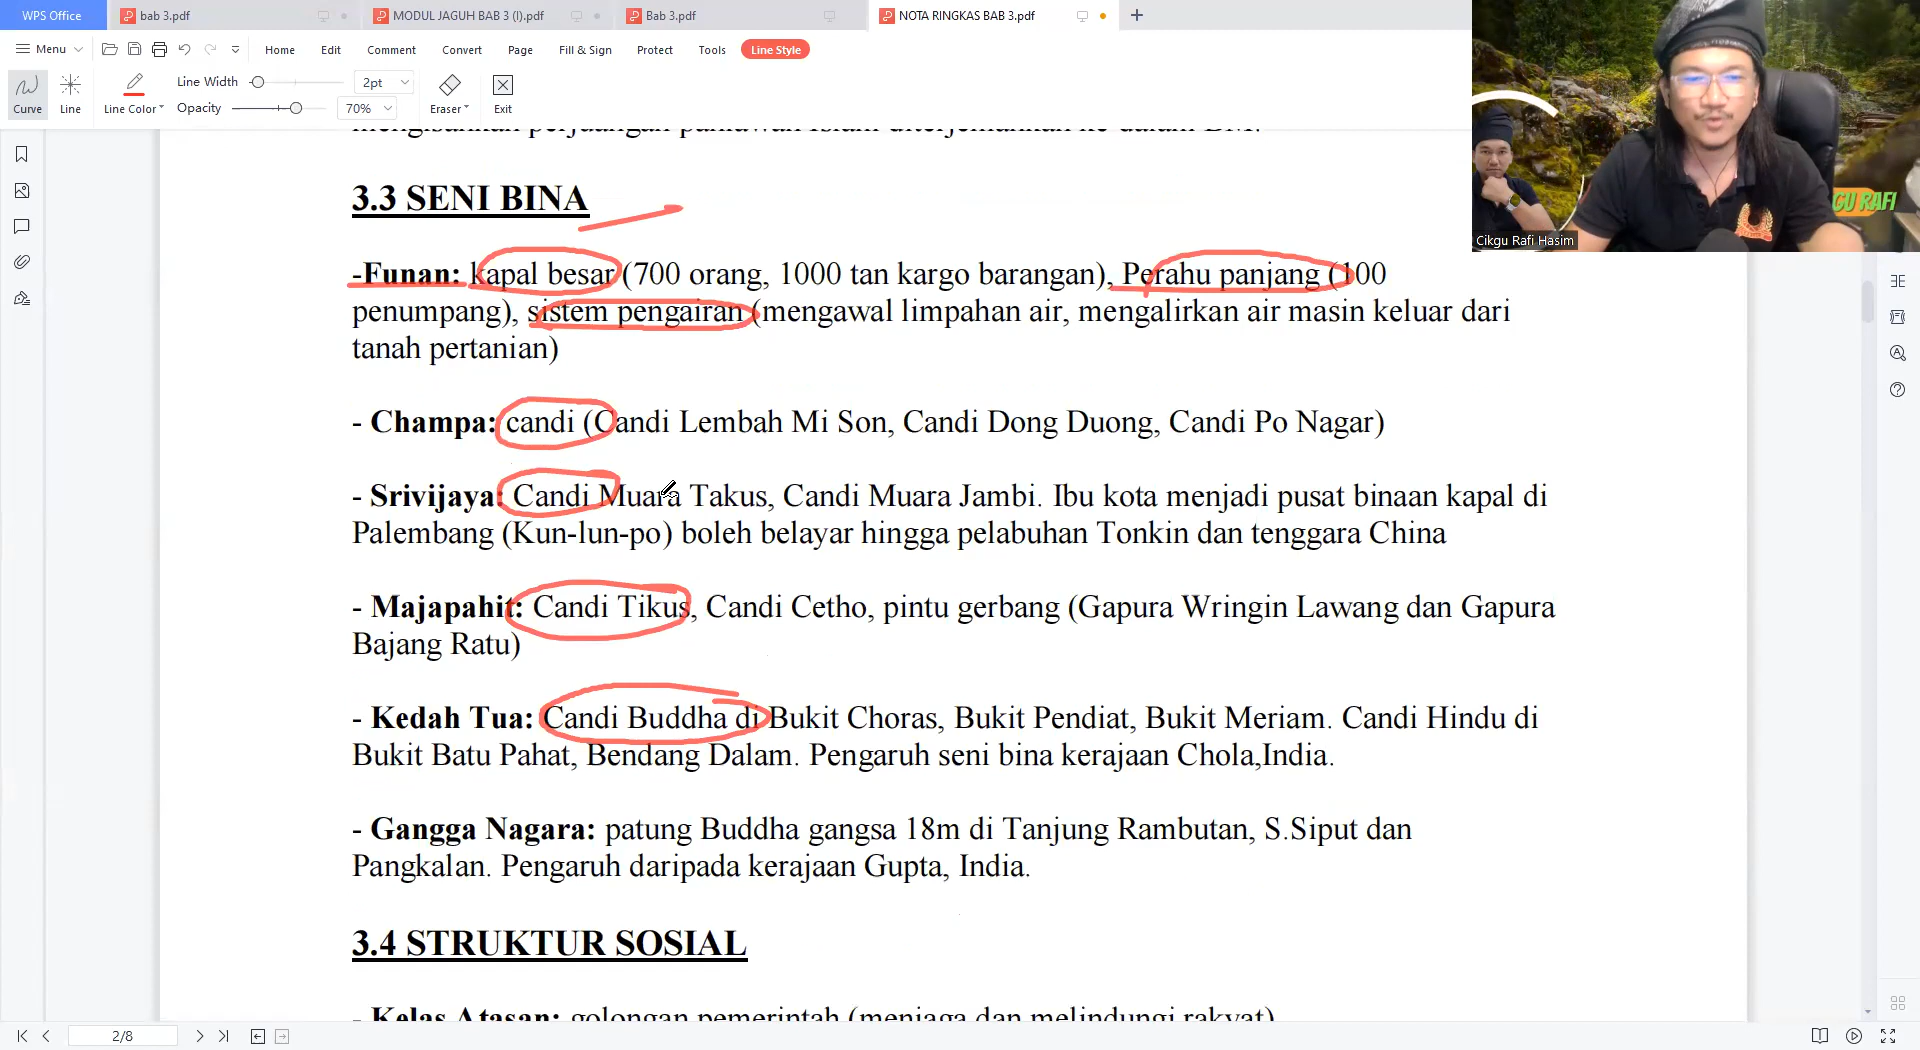 WPS Office
bab 3.pdf
MODUL JAGUH BAB 3 (I).pdf
Bab 3.pdf
NOTA RINGKAS BAB 3.pdf
Menu
Home
Edit
Comment
Convert
Page
Fill & Sign
Protect
Tools
Line Style
Curve
Line
Line Color
Line Width
2pt
Opacity
70%
Eraser
Exit
GU RAFI
Cikgu Rafi Hasim
3.3 SENI BINA
-Funan: kapal besar (700 orang, 1000 tan kargo barangan), Perahu panjang (100
penumpang), sistem pengairan (mengawal limpahan air, mengalirkan air masin keluar dari
tanah pertanian)
- Champa: candi (Candi Lembah Mi Son, Candi Dong Duong, Candi Po Nagar)
- Srivijaya: Candi Muara Takus, Candi Muara Jambi. Ibu kota menjadi pusat binaan kapal di
Palembang (Kun-lun-po) boleh belayar hingga pelabuhan Tonkin dan tenggara China
- Majapahit: Candi Tikus, Candi Cetho, pintu gerbang (Gapura Wringin Lawang dan Gapura
Bajang Ratu)
- Kedah Tua: Candi Buddha di Bukit Choras, Bukit Pendiat, Bukit Meriam. Candi Hindu di
Bukit Batu Pahat, Bendang Dalam. Pengaruh seni bina kerajaan Chola,India.
- Gangga Nagara: patung Buddha gangsa 18m di Tanjung Rambutan, S.Siput dan
Pangkalan. Pengaruh daripada kerajaan Gupta, India.
3.4 STRUKTUR SOSIAL
- Kelas Atasan: golongan pemerintah (menjaga dan melindungi rakyat)
2/8